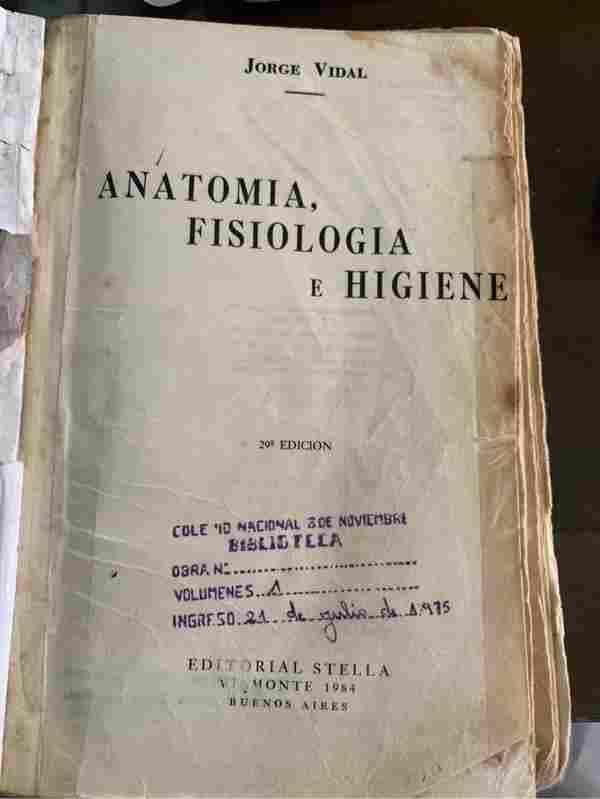 JORGE VIDAL
ANATOMIA,
FISIOLOGIA
E HIGIENE
29ª EDICION
COLE IO NACIONAL 3 DE NOVIEMBRE
BIBLIOTECA
OBRA Nº
VOLUMENES 1
INGRESO 21 de julio de 1975
EDITORIAL STELLA
VIAMONTE 1984
BUENOS AIRES